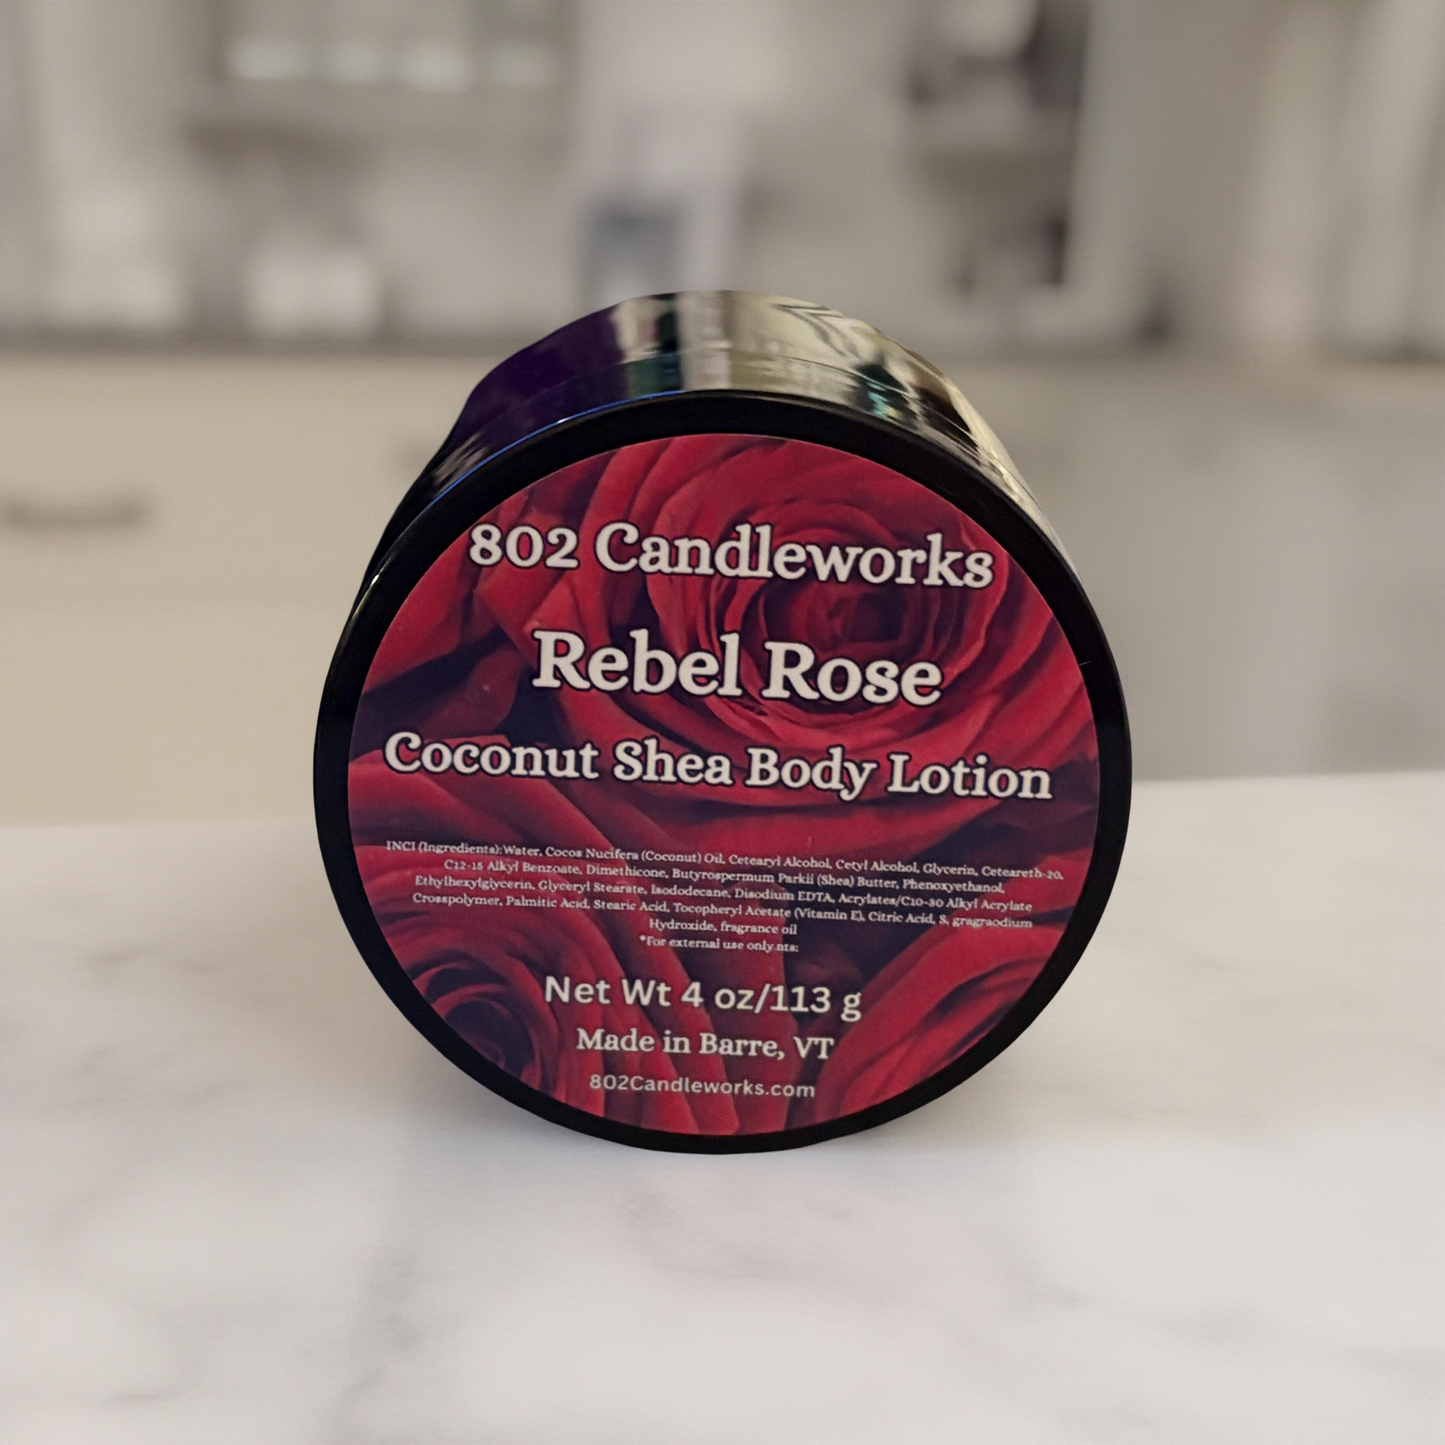 802 Candleworks
Rebel Rose
Coconut Shea Body Lotion
INCI (Ingredients):Water, Cocos Nucifera (Coconut) Oil, Cetearyl Alcohol, Cetyl Alcohol, Glycerin, Ceteareth-20,
C12-15 Alkyl Benzoate, Dimethicone, Butyrospermum Parkii (Shea) Butter, Phenoxyethanol,
Ethylhexylglycerin, Glyceryl Stearate, Isododecane, Disodium EDTA, Acrylates/C10-30 Alkyl Acrylate
Crosspolymer, Palmitic Acid, Stearic Acid, Tocopheryl Acetate (Vitamin E), Citric Acid, S, gragraodium
Hydroxide, fragrance oil
*for external use only.nts:
Net Wt 4 oz/113 g
Made in Barre, VT
802Candleworks.com